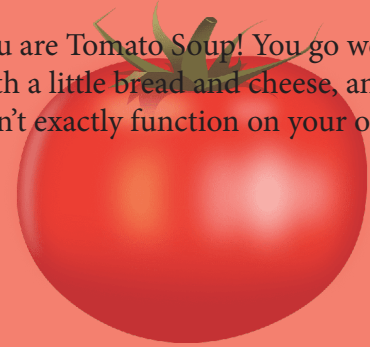 u are Tomato Soup! You go we
th a little bread and cheese, an
n’t exactly function on your o